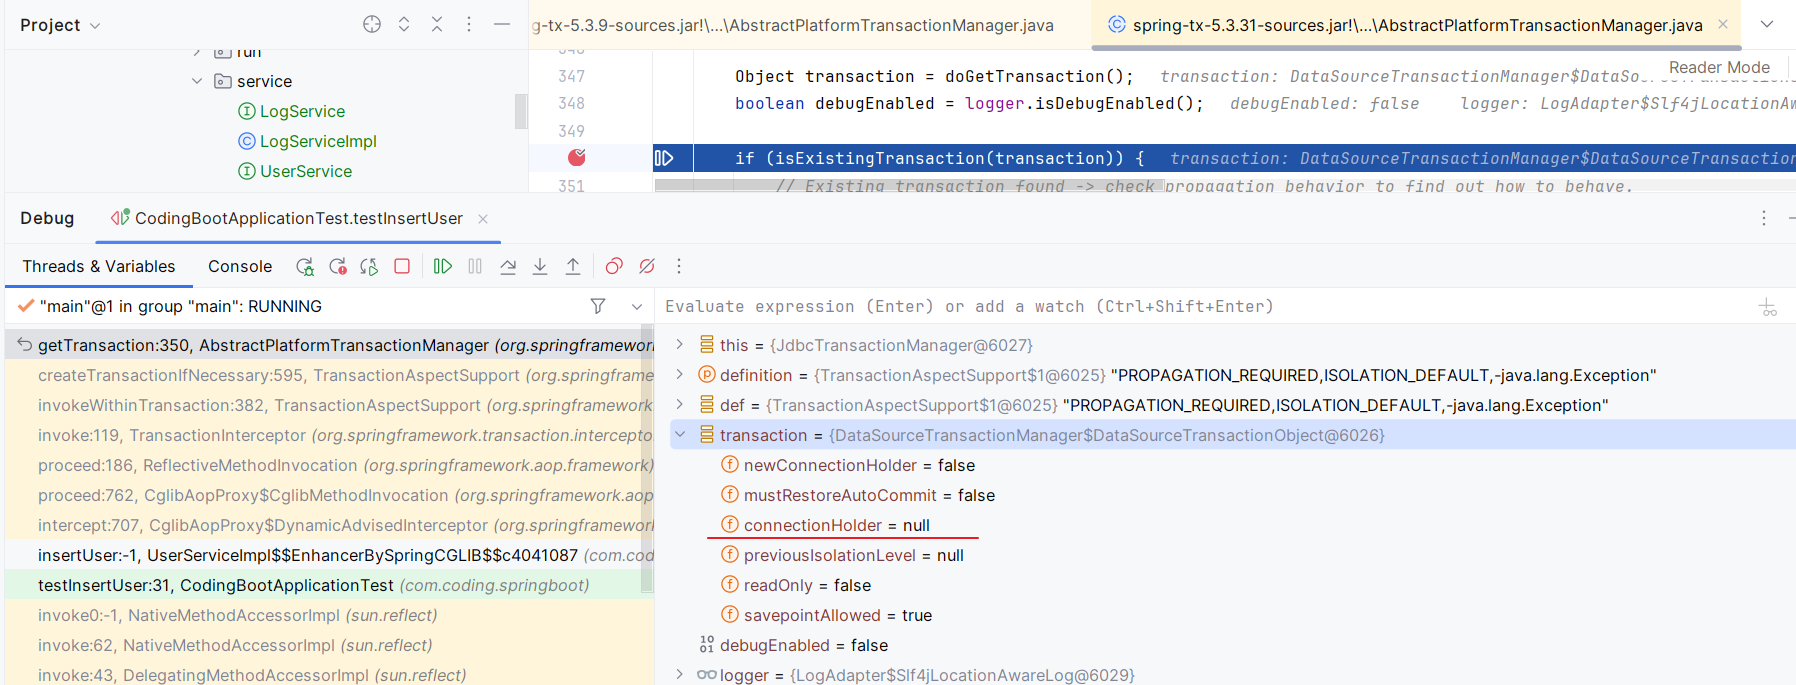 Project
g-tx-5.3.9-sources.jar!\...\AbstractPlatformTransactionManager.java
spring-tx-5.3.31-sources.jar!\...\AbstractPlatformTransactionManager.java
run
service
LogService
LogServiceImpl
UserService
Reader Mode
347 Object transaction = doGetTransaction(); transaction: DataSourceTransactionManager$DataSo
348 boolean debugEnabled = logger.isDebugEnabled(); debugEnabled: false logger: LogAdapter$Slf4jLocationAwa
349
if (isExistingTransaction(transaction)) { transaction: DataSourceTransactionManager$DataSourceTransaction
351 // Existing transaction found -> check propagation behavior to find out how to behave.
Debug
CodingBootApplicationTest.testInsertUser
Threads & Variables
Console
"main"@1 in group "main": RUNNING
Evaluate expression (Enter) or add a watch (Ctrl+Shift+Enter)
getTransaction:350, AbstractPlatformTransactionManager (org.springframewor
createTransactionIfNecessary:595, TransactionAspectSupport (org.springframe
invokeWithinTransaction:382, TransactionAspectSupport (org.springframework
invoke:119, TransactionInterceptor (org.springframework.transaction.intercepto
proceed:186, ReflectiveMethodInvocation (org.springframework.aop.framework)
proceed:762, CglibAopProxy$CglibMethodInvocation (org.springframework.aop
intercept:707, CglibAopProxy$DynamicAdvisedInterceptor (org.springframework
insertUser:-1, UserServiceImpl$$EnhancerBySpringCGLIB$$c4041087 (com.cod
testInsertUser:31, CodingBootApplicationTest (com.coding.springboot)
invoke0:-1, NativeMethodAccessorImpl (sun.reflect)
invoke:62, NativeMethodAccessorImpl (sun.reflect)
invoke:43, DelegatingMethodAccessorImpl (sun.reflect)
this = {JdbcTransactionManager@6027}
definition = {TransactionAspectSupport$1@6025} "PROPAGATION_REQUIRED,ISOLATION_DEFAULT,-java.lang.Exception"
def = {TransactionAspectSupport$1@6025} "PROPAGATION_REQUIRED,ISOLATION_DEFAULT,-java.lang.Exception"
transaction = {DataSourceTransactionManager$DataSourceTransactionObject@6026}
newConnectionHolder = false
mustRestoreAutoCommit = false
connectionHolder = null
previousIsolationLevel = null
readOnly = false
savepointAllowed = true
debugEnabled = false
logger = {LogAdapter$Slf4jLocationAwareLog@6029}